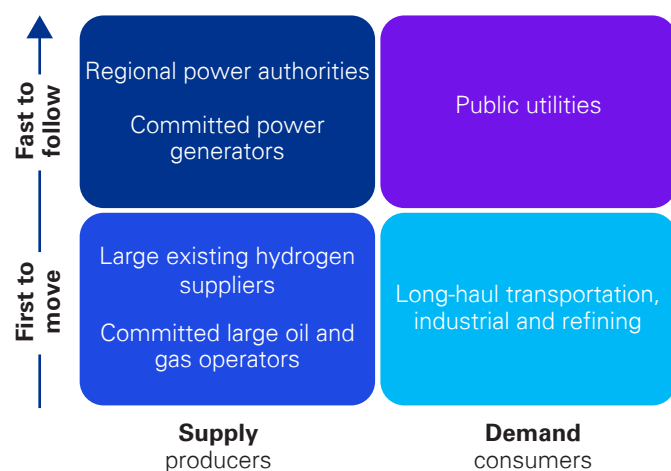 Fast to
follow
Regional power authorities
Committed power
generators
Public utilities
First to
move
Large existing hydrogen
suppliers
Committed large oil and
gas operators
Long-haul transportation,
industrial and refining
Supply
producers
Demand
consumers